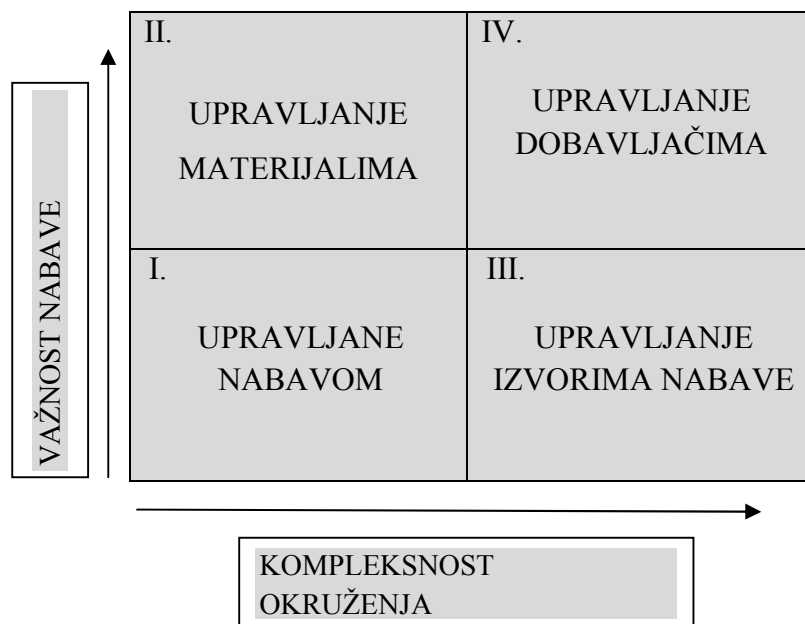 II.
UPRAVLJANJE
MATERIJALIMA
IV.
UPRAVLJANJE
DOBAVLJAČIMA
VAŽNOST NABAVE
I.
UPRAVLJANE
NABAVOM
III.
UPRAVLJANJE
IZVORIMA NABAVE
KOMPLEKSNOST
OKRUŽENJA